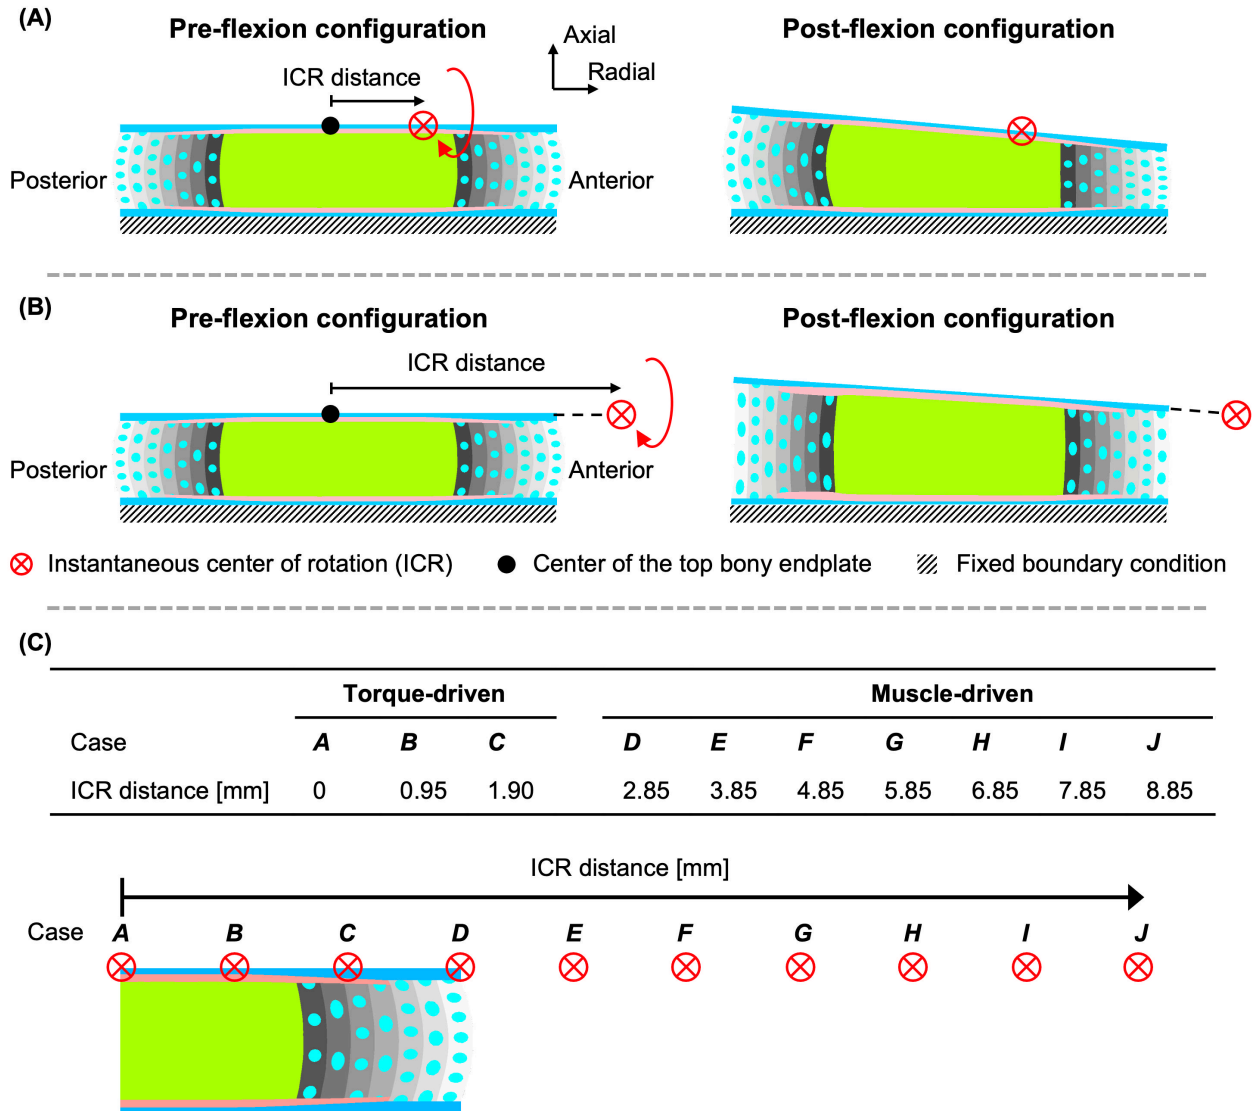 (A)
Pre-flexion configuration
Post-flexion configuration
Axial
Radial
ICR distance
Posterior
Anterior
(B)
Pre-flexion configuration
Post-flexion configuration
ICR distance
Posterior
Anterior
Instantaneous center of rotation (ICR)
Center of the top bony endplate
Fixed boundary condition
(C)
Torque-driven Muscle-driven
Case A B C D E F G H I J
ICR distance [mm] 0 0.95 1.90 2.85 3.85 4.85 5.85 6.85 7.85 8.85
ICR distance [mm]
Case A B C D E F G H I J